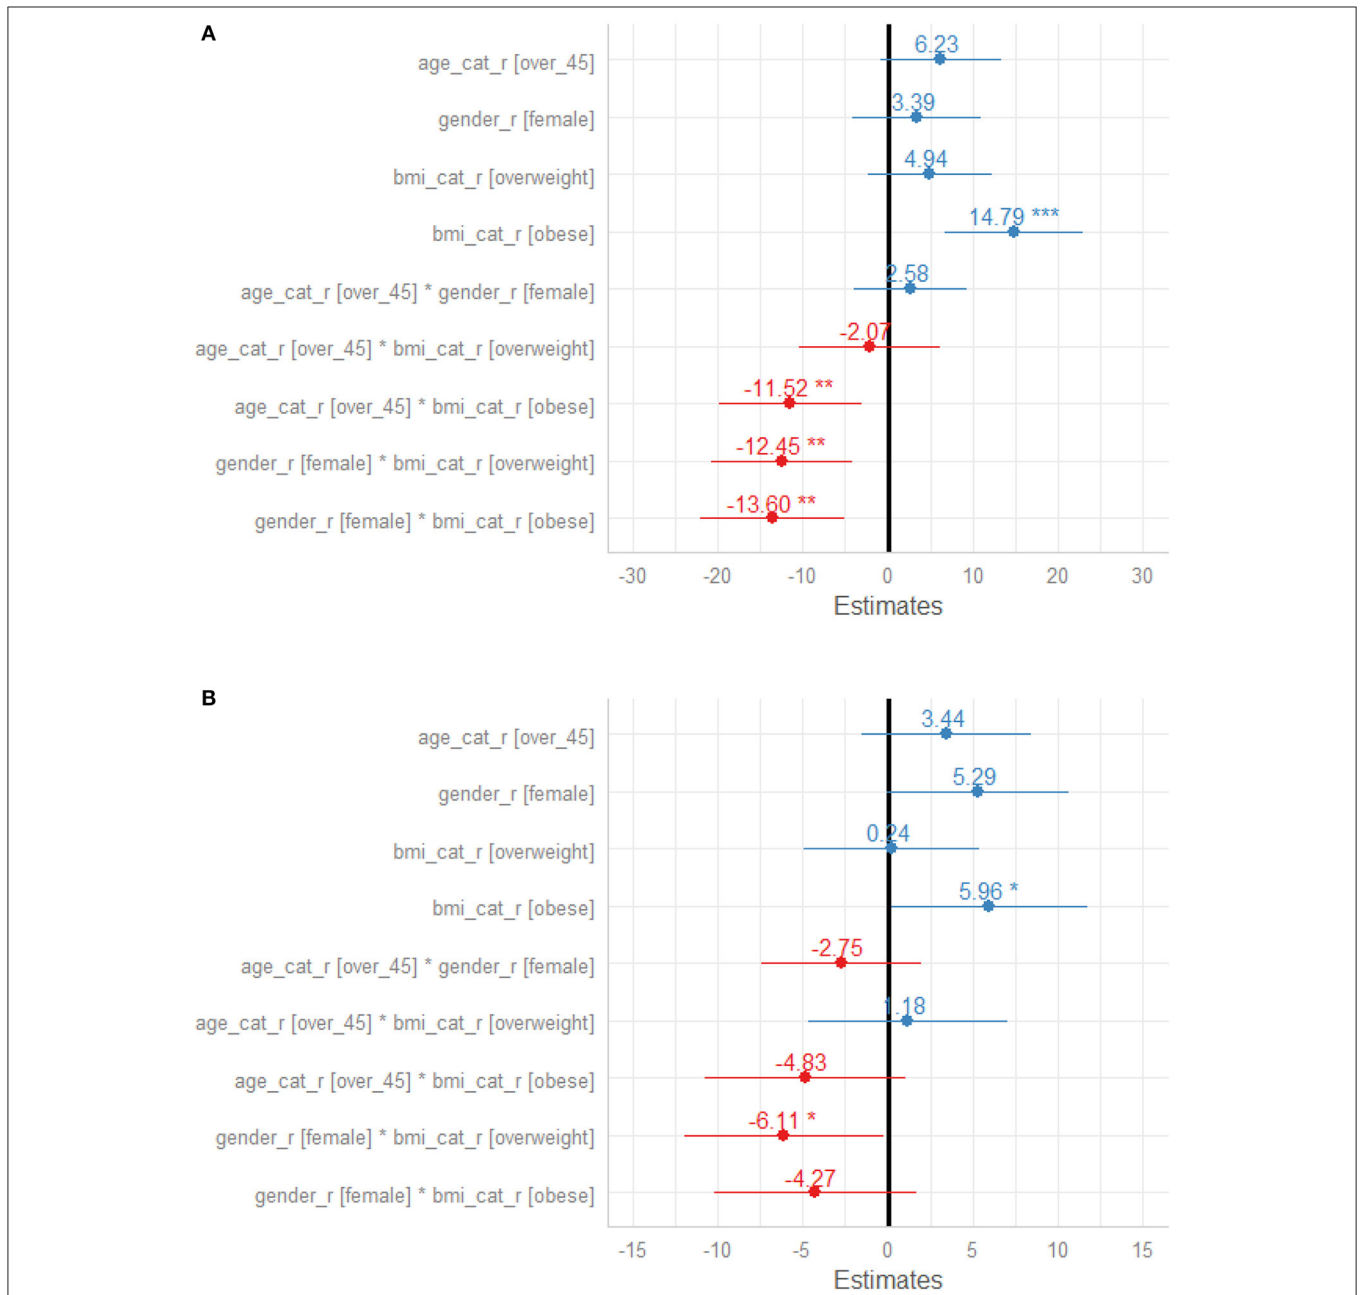 A
age_cat_r [over_45] 6.23
gender_r [female] 3.39
bmi_cat_r [overweight] 4.94
bmi_cat_r [obese] 14.79 ***
age_cat_r [over_45] * gender_r [female] 2.58
age_cat_r [over_45] * bmi_cat_r [overweight] -2.07
age_cat_r [over_45] * bmi_cat_r [obese] -11.52 **
gender_r [female] * bmi_cat_r [overweight] -12.45 **
gender_r [female] * bmi_cat_r [obese] -13.60 **
-30 -20 -10 0 10 20 30
Estimates
B
age_cat_r [over_45] 3.44
gender_r [female] 5.29
bmi_cat_r [overweight] 0.24
bmi_cat_r [obese] 5.96 *
age_cat_r [over_45] * gender_r [female] -2.75
age_cat_r [over_45] * bmi_cat_r [overweight] 1.18
age_cat_r [over_45] * bmi_cat_r [obese] -4.83
gender_r [female] * bmi_cat_r [overweight] -6.11 *
gender_r [female] * bmi_cat_r [obese] -4.27
-15 -10 -5 0 5 10 15
Estimates